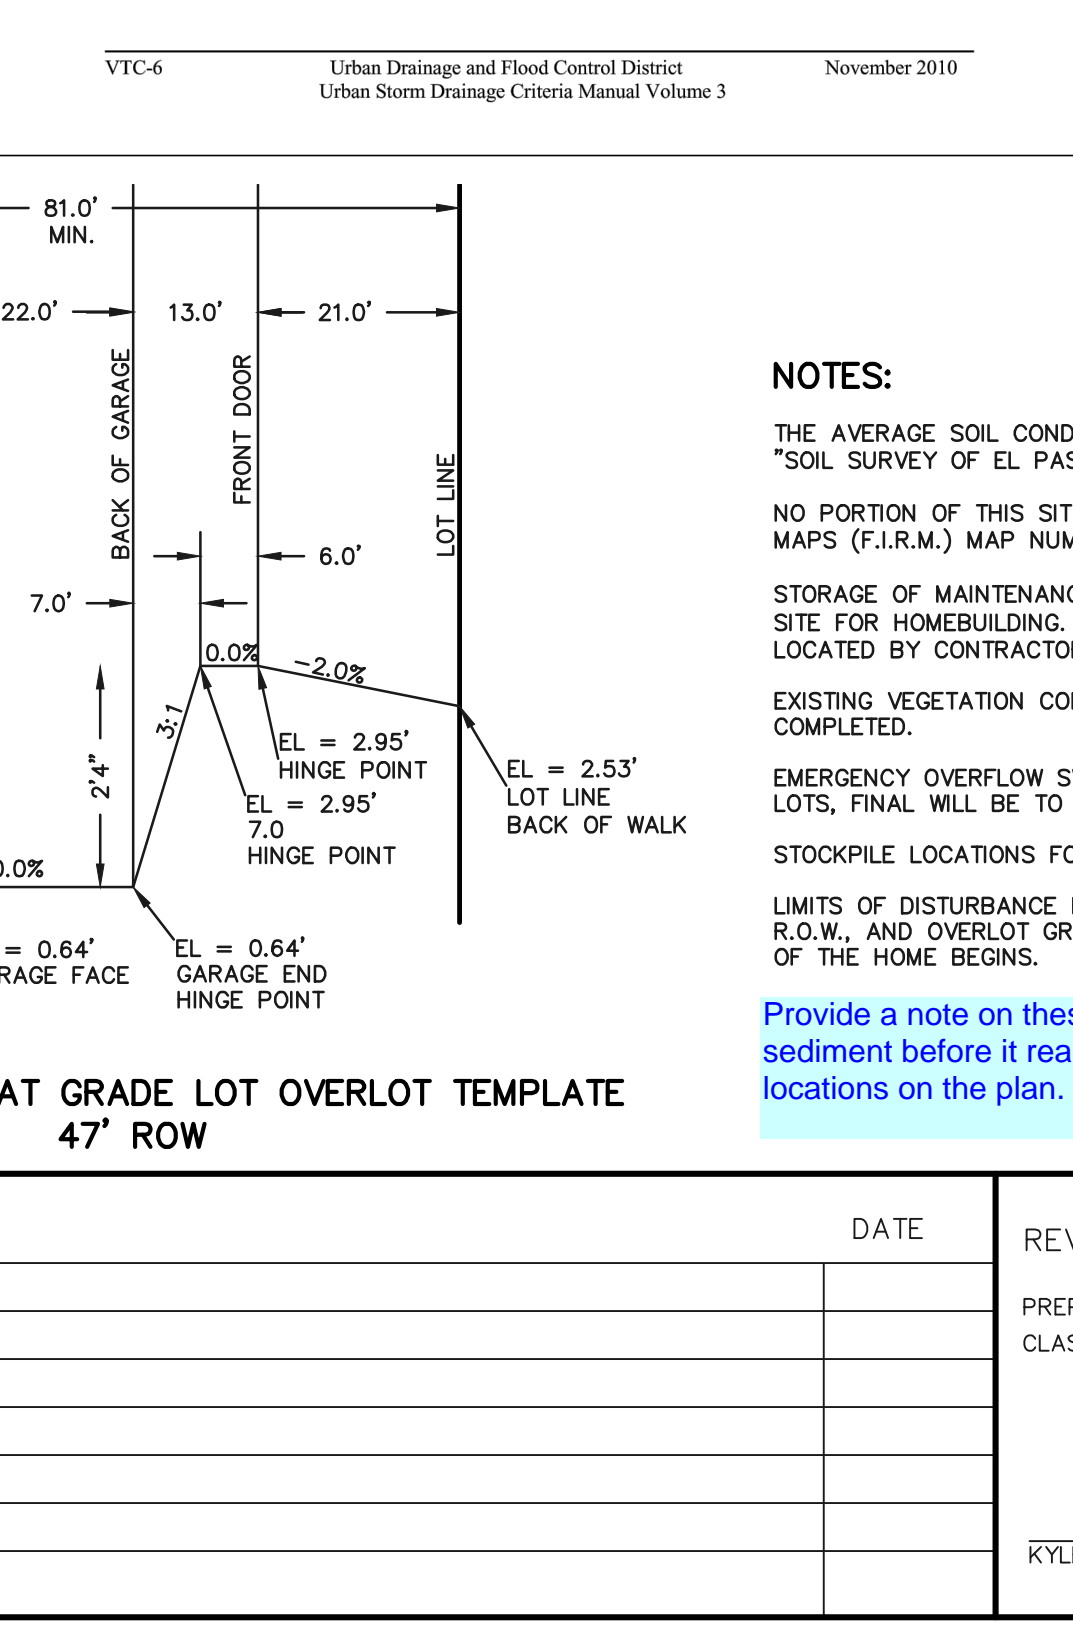 VTC-6 Urban Drainage and Flood Control District November 2010
Urban Storm Drainage Criteria Manual Volume 3
81.0'
MIN.
22.0' 13.0' 21.0'
BACK OF GARAGE
FRONT DOOR
LOT LINE
6.0'
7.0'
0.0%
-2.0%
3:1
2'4"
EL = 2.95'
HINGE POINT
EL = 2.95'
7.0
HINGE POINT
EL = 2.53'
LOT LINE
BACK OF WALK
0.0%
= 0.64'
RAGE FACE
EL = 0.64'
GARAGE END
HINGE POINT
AT GRADE LOT OVERLOT TEMPLATE
47' ROW
NOTES:
THE AVERAGE SOIL COND
"SOIL SURVEY OF EL PAS
NO PORTION OF THIS SIT
MAPS (F.I.R.M.) MAP NUM
STORAGE OF MAINTENANC
SITE FOR HOMEBUILDING.
LOCATED BY CONTRACTOR
EXISTING VEGETATION CO
COMPLETED.
EMERGENCY OVERFLOW S
LOTS, FINAL WILL BE TO
STOCKPILE LOCATIONS FO
LIMITS OF DISTURBANCE
R.O.W., AND OVERLOT GR
OF THE HOME BEGINS.
Provide a note on thes
sediment before it rea
locations on the plan.
DATE
REV
PREP
CLAS
KYL